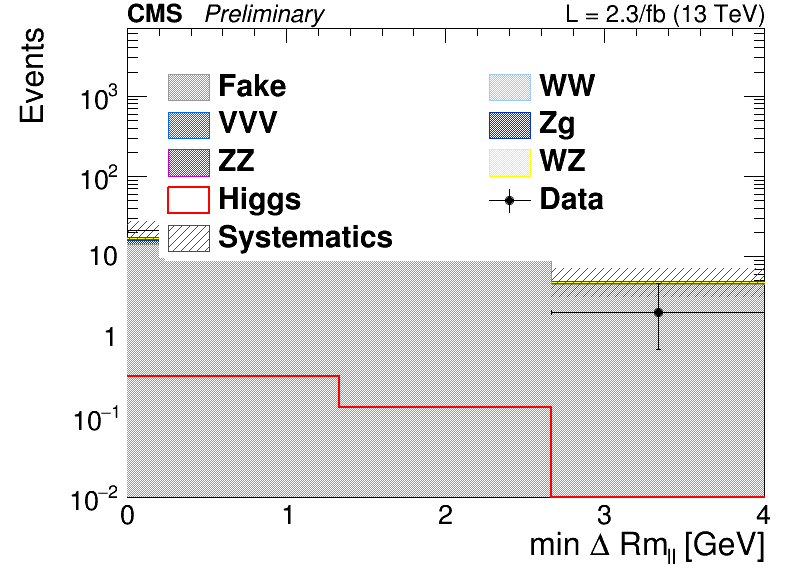 CMS Preliminary L = 2.3/fb (13 TeV)
Events
Fake WW
VVV Zg
ZZ WZ
Higgs Data
Systematics
10³
10²
10
1
10⁻¹
10⁻²
0 1 2 3 4
min Δ Rm_ll [GeV]